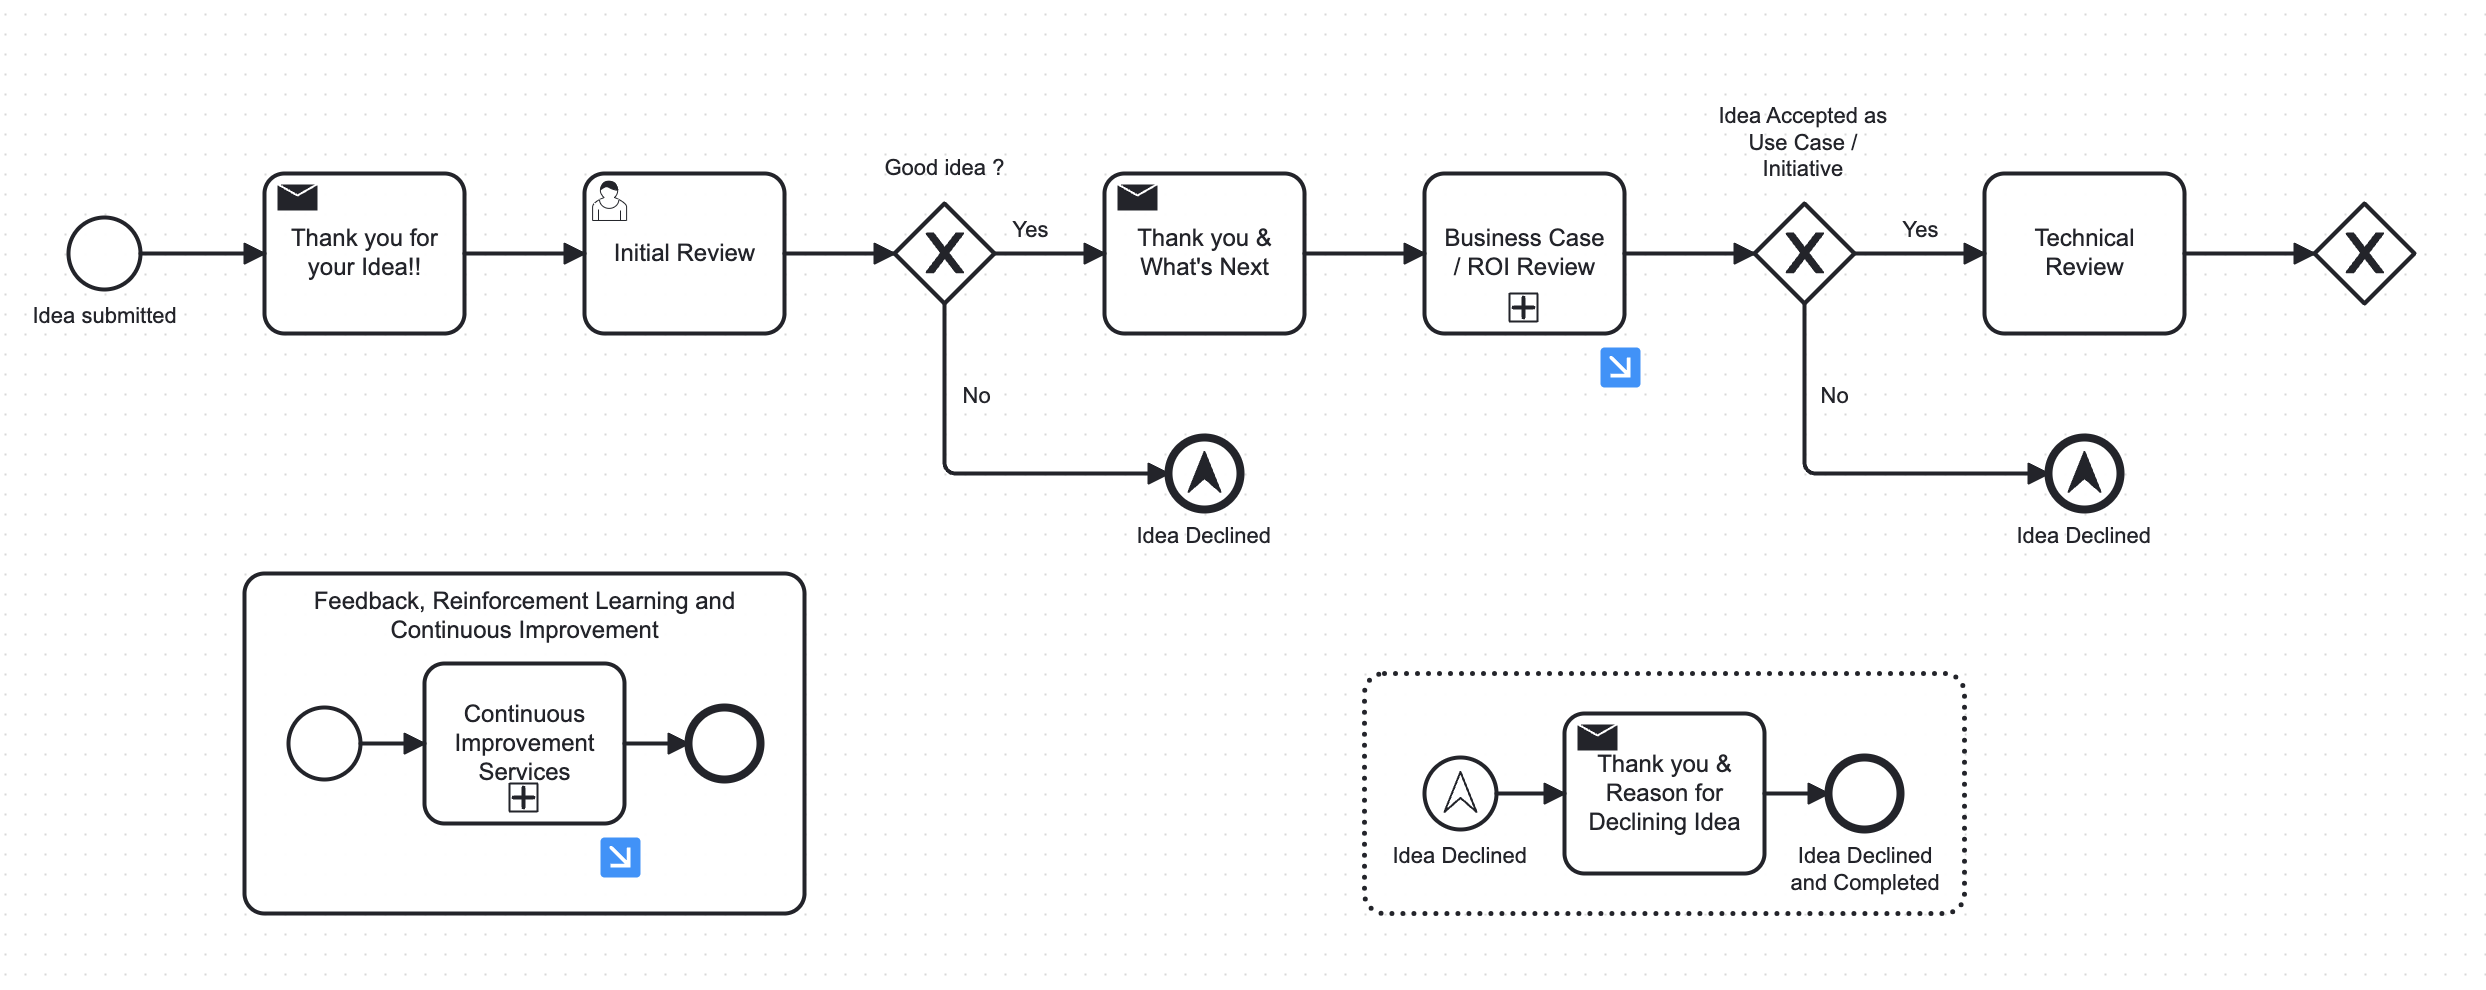 Idea submitted
Thank you for
your Idea!!
Initial Review
Good idea ?
Yes
No
Thank you &
What's Next
Idea Declined
Business Case
/ ROI Review
Idea Accepted as
Use Case /
Initiative
Yes
No
Technical
Review
Idea Declined
Feedback, Reinforcement Learning and
Continuous Improvement
Continuous
Improvement
Services
Idea Declined
Thank you &
Reason for
Declining Idea
Idea Declined
and Completed